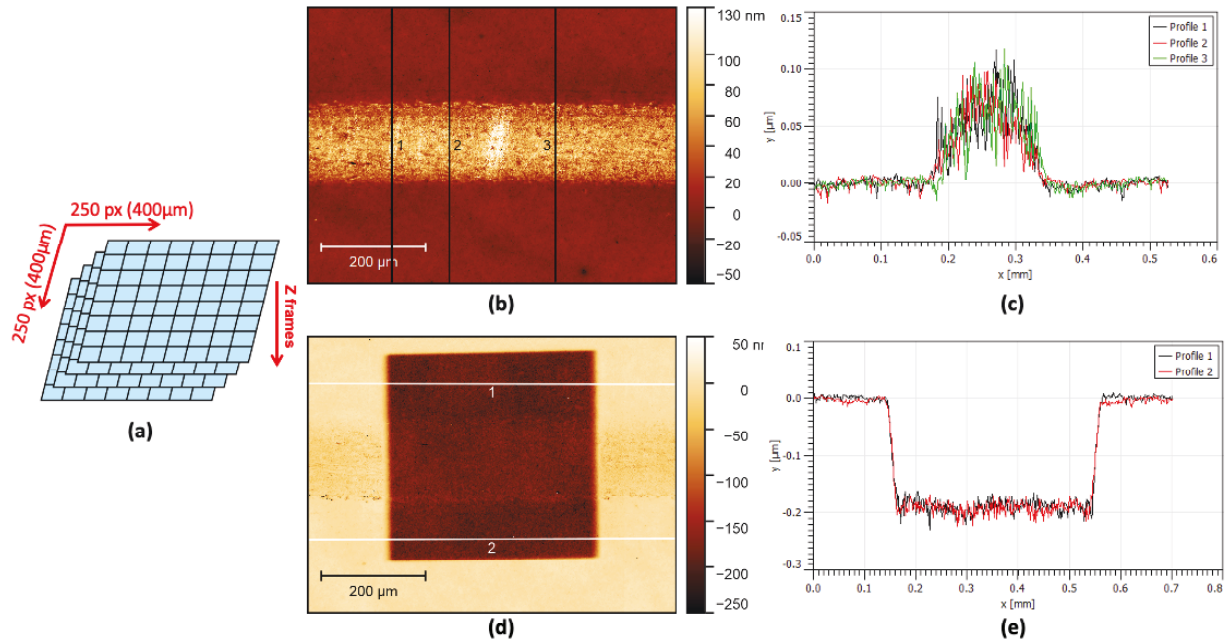 250 px (400µm)
250 px (400µm)
Z frames
(a)
130 nm
100
80
60
40
20
0
−20
−50
1
2
3
200 µm
(b)
0.15
0.10
0.05
0.00
-0.05
y [µm]
Profile 1
Profile 2
Profile 3
0.0
0.1
0.2
0.3
0.4
0.5
0.6
x [mm]
(c)
50 nr
0
−50
−100
−150
−200
−250
1
2
200 µm
(d)
0.1
0.0
-0.1
-0.2
-0.3
y [µm]
Profile 1
Profile 2
0.0
0.1
0.2
0.3
0.4
0.5
0.6
0.7
0.8
x [mm]
(e)